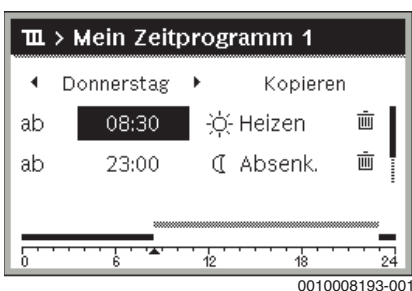 > Mein Zeitprogramm 1
Donnerstag Kopieren
ab 08:30 Heizen
ab 23:00 Absenk.
0 6 12 18 24
0010008193-001